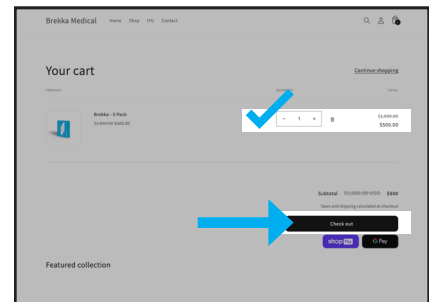 Brekka Medical Home Shop IFU Contact
Your cart
Continue shopping
PRODUCT
TOTAL
Brekka - 5 Pack
$1,000.00 $500.00
− 1 +
$1,000.00
$500.00
Subtotal $1,000.00 USD $500
Taxes and shipping calculated at checkout
Check out
shop Pay
G Pay
Featured collection